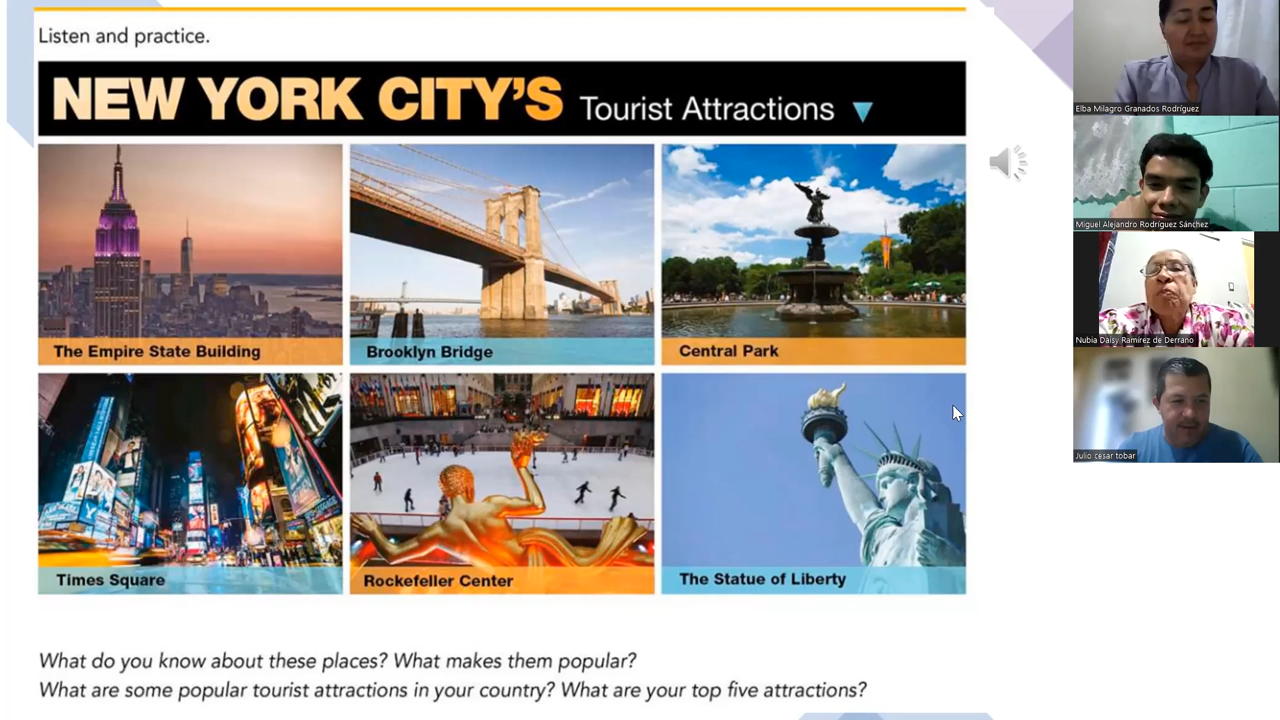 Listen and practice.
NEW YORK CITY'S Tourist Attractions
The Empire State Building
Brooklyn Bridge
Central Park
Times Square
Rockefeller Center
The Statue of Liberty
What do you know about these places? What makes them popular?
What are some popular tourist attractions in your country? What are your top five attractions?
Elba Milagro Granados Rodríguez
Miguel Alejandro Rodríguez Sánchez
Nubia Daisy Ramirez de Derrano
Julio cesar tobar